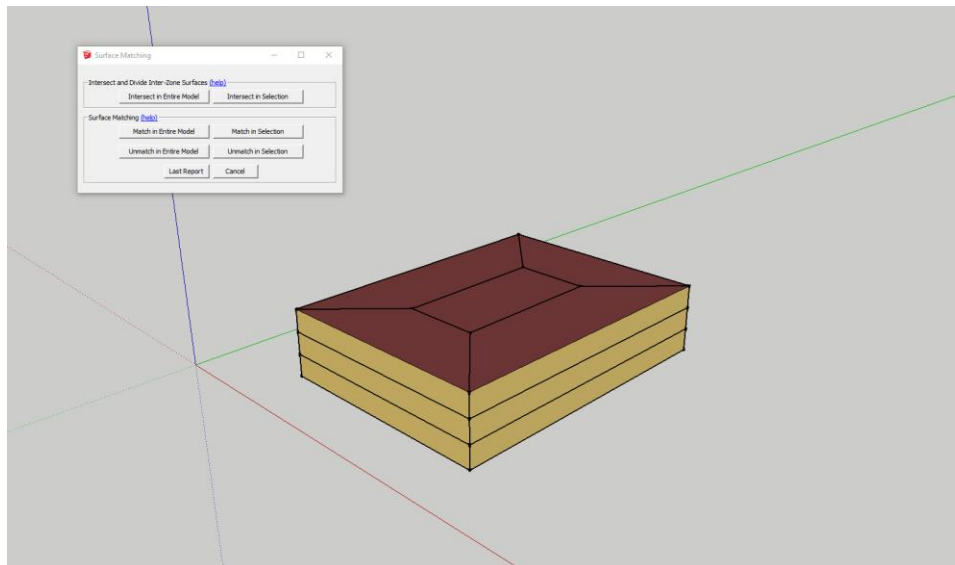 Surface Matching
Intersect and Divide Inter-Zone Surfaces (help)
Intersect in Entire Model Intersect in Selection
Surface Matching (help)
Match in Entire Model Match in Selection
Unmatch in Entire Model Unmatch in Selection
Last Report Cancel